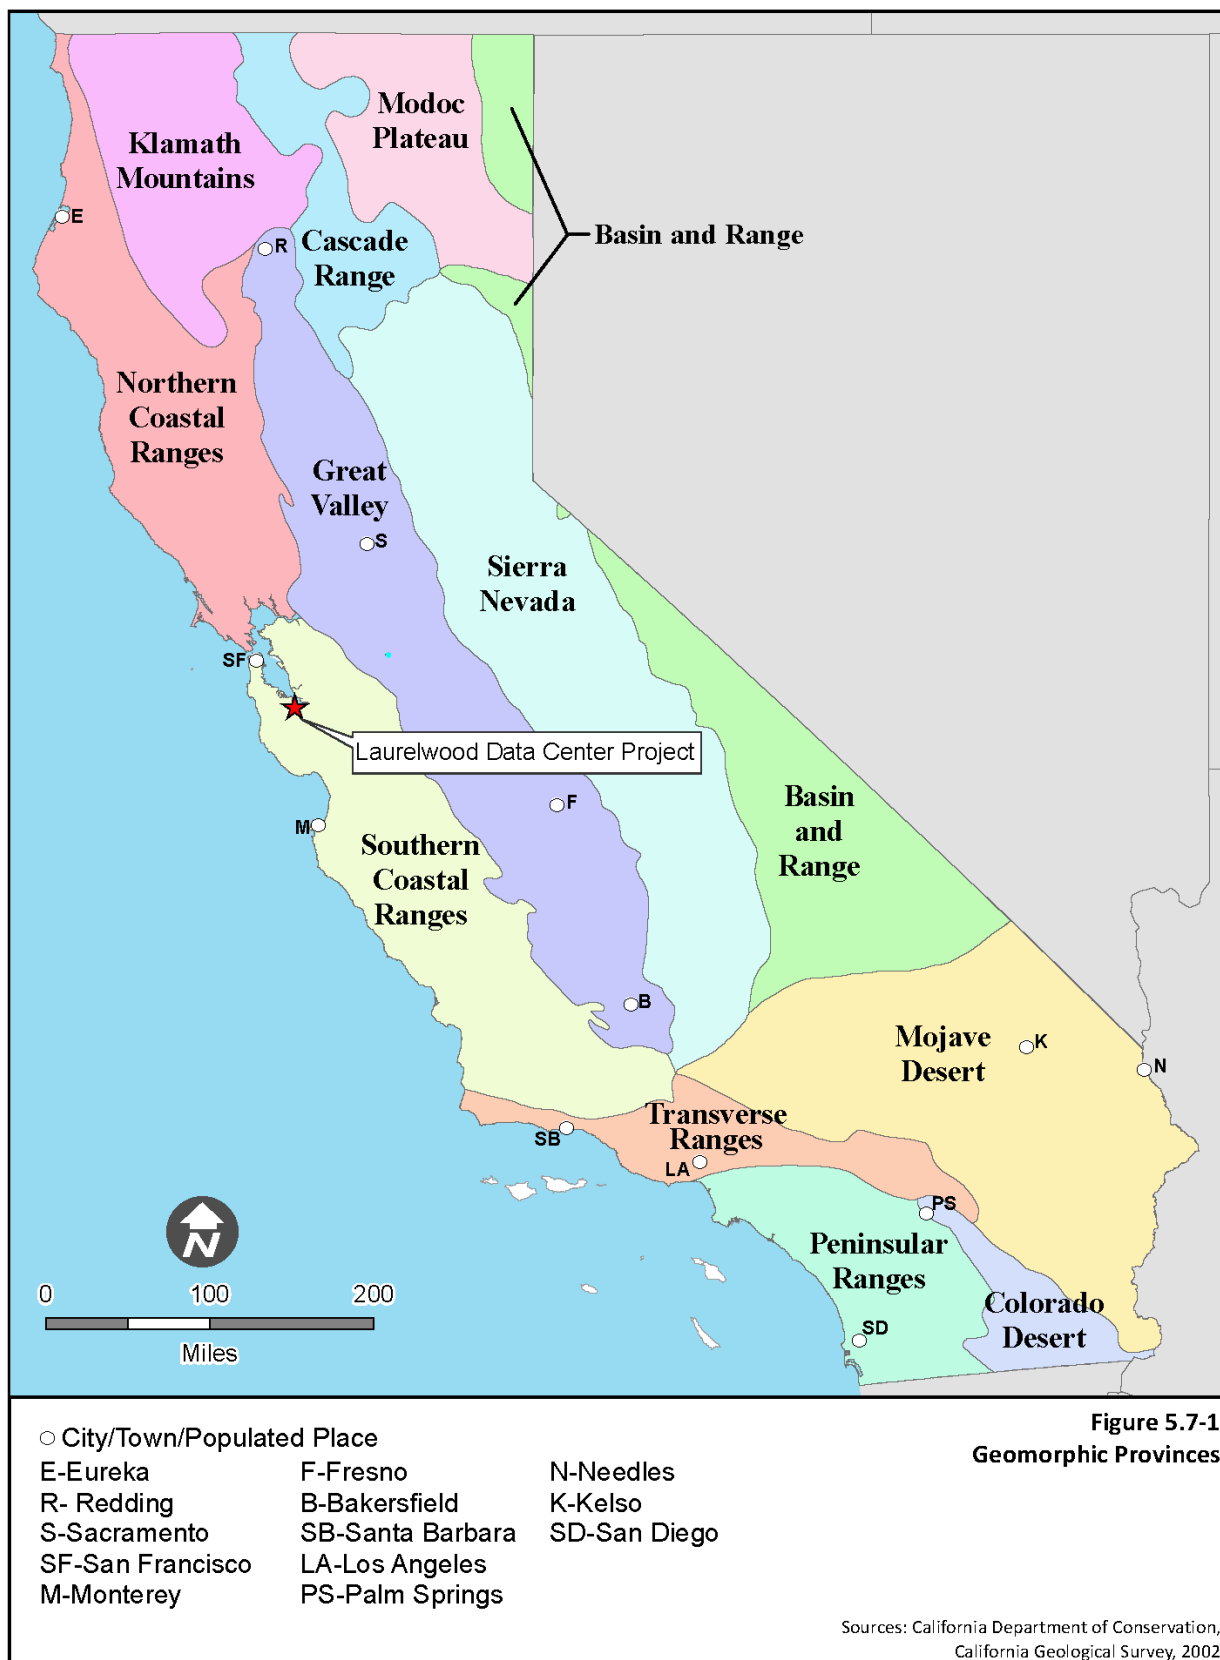 Klamath
Mountains
Modoc
Plateau
Basin and Range
E
R
Cascade
Range
Northern
Coastal
Ranges
Great
Valley
S
Sierra
Nevada
SF
Laurelwood Data Center Project
F
M
Basin
and
Range
Southern
Coastal
Ranges
B
Mojave
Desert
K
N
Transverse
Ranges
SB
LA
PS
Peninsular
Ranges
Colorado
Desert
SD
N
0 100 200
Miles
Figure 5.7-1
Geomorphic Provinces
City/Town/Populated Place
E-Eureka
R- Redding
S-Sacramento
SF-San Francisco
M-Monterey
F-Fresno
B-Bakersfield
SB-Santa Barbara
LA-Los Angeles
PS-Palm Springs
N-Needles
K-Kelso
SD-San Diego
Sources: California Department of Conservation,
California Geological Survey, 2002